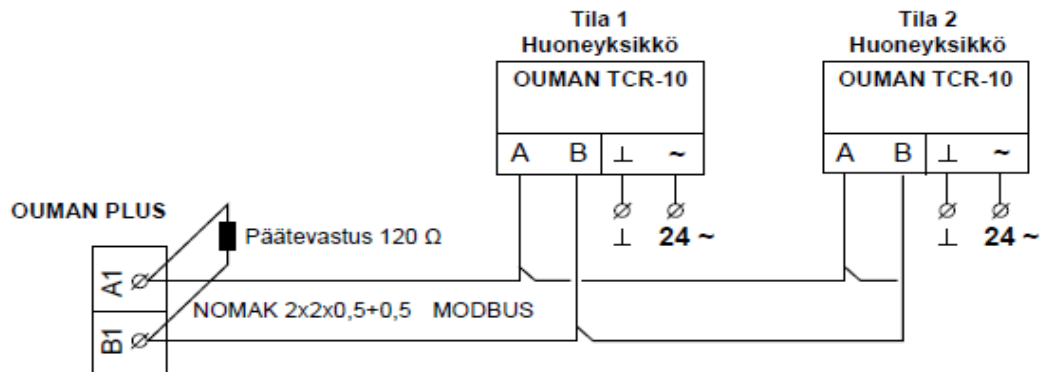 Tila 1
Huoneyksikkö
OUMAN TCR-10
A B ⊥ ~
⊥ 24 ~
Tila 2
Huoneyksikkö
OUMAN TCR-10
A B ⊥ ~
⊥ 24 ~
OUMAN PLUS
Päätevastus 120 Ω
A1
NOMAK 2x2x0,5+0,5 MODBUS
B1